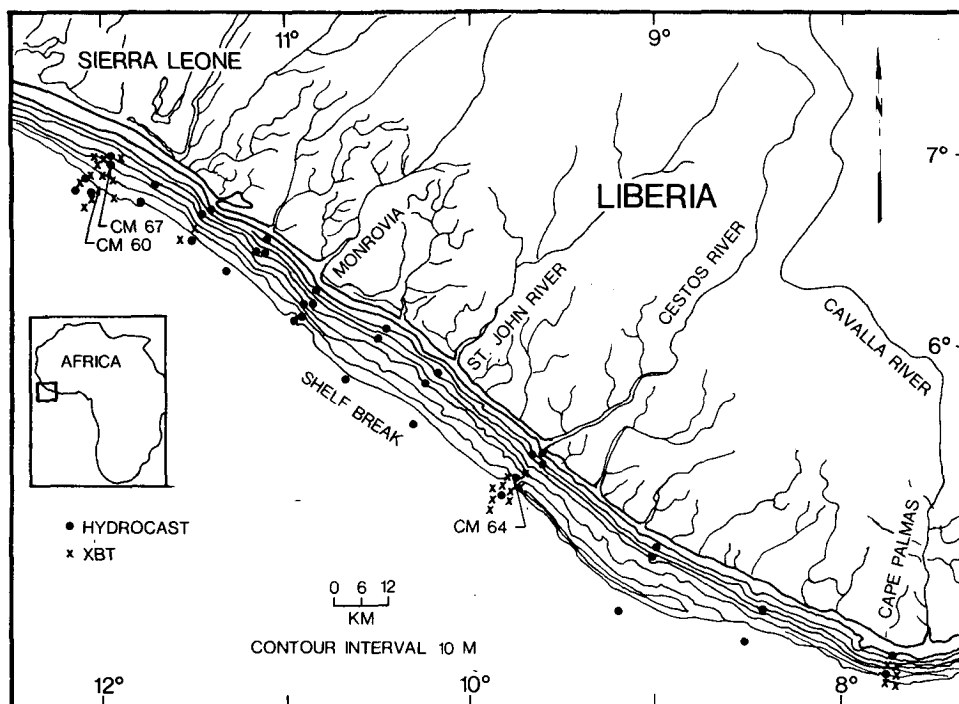 11°
9°
SIERRA LEONE
7°
LIBERIA
CM 67
CM 60
MONROVIA
ST. JOHN RIVER
CESTOS RIVER
CAVALLA RIVER
6°
AFRICA
SHELF BREAK
● HYDROCAST
x XBT
CM 64
CAPE PALMAS
0 6 12
KM
CONTOUR INTERVAL 10 M
12°
11°
10°
9°
8°